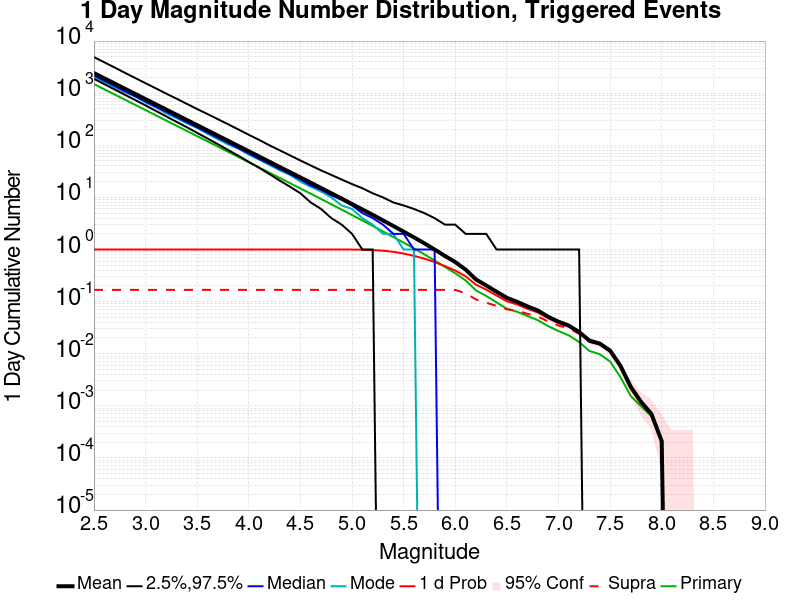 1 Day Magnitude Number Distribution, Triggered Events
1 Day Cumulative Number
10^4
10^3
10^2
10^1
10^0
10^-1
10^-2
10^-3
10^-4
10^-5
2.5 3.0 3.5 4.0 4.5 5.0 5.5 6.0 6.5 7.0 7.5 8.0 8.5 9.0
Magnitude
Mean 2.5%,97.5% Median Mode 1 d Prob 95% Conf Supra Primary